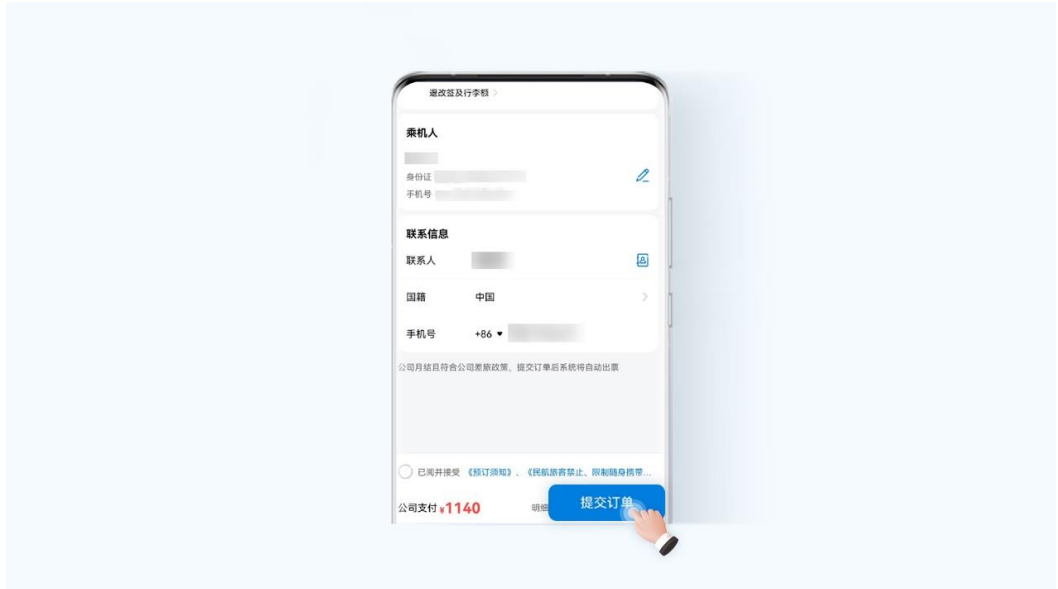 退改签及行李额
乘机人
身份证
手机号
联系信息
联系人
国籍 中国
手机号 +86
公司月结且符合公司差旅政策，提交订单后系统将自动出票
已阅并接受 《预订须知》、《民航旅客禁止、限制随身携带...
公司支付 ¥1140 明细 提交订单